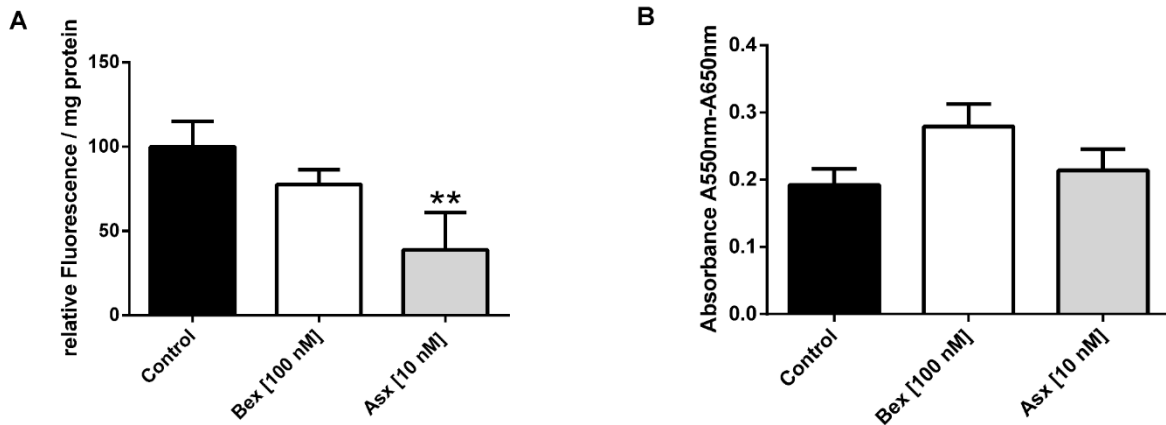 A
relative Fluorescence / mg protein
150
100
50
0
**
Control
Bex [100 nM]
Asx [10 nM]
B
Absorbance A550nm-A650nm
0.4
0.3
0.2
0.1
0.0
Control
Bex [100 nM]
Asx [10 nM]